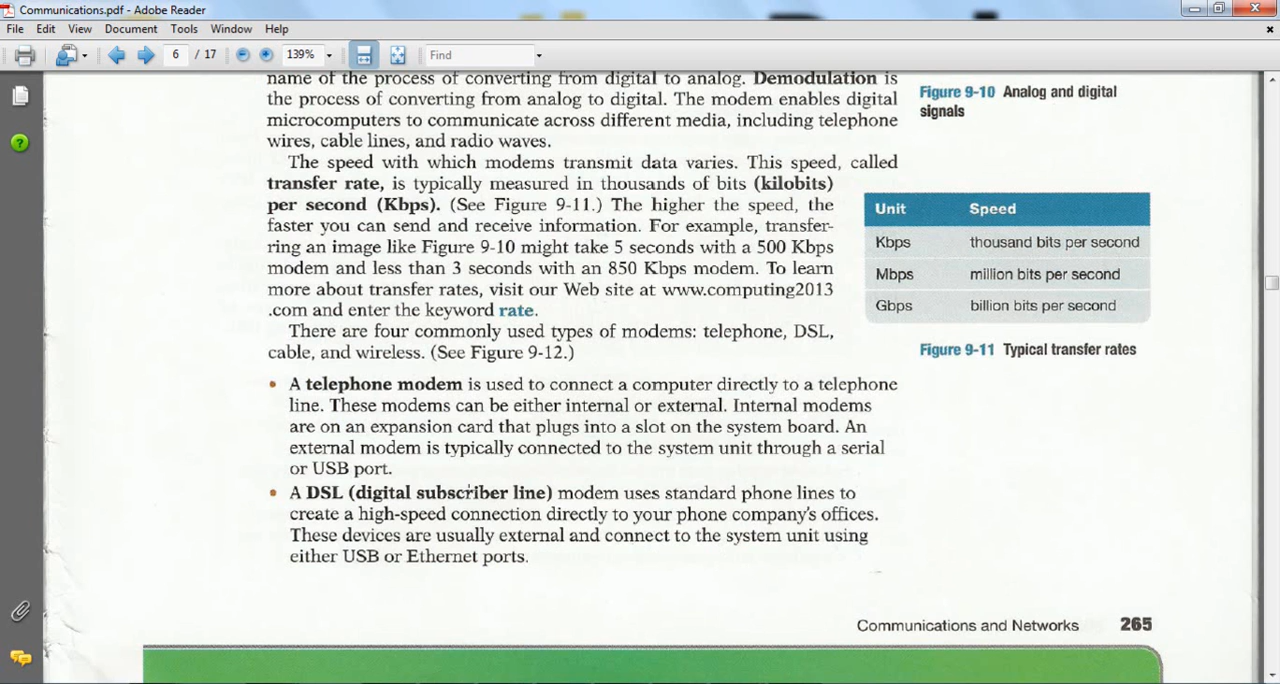 Communications.pdf - Adobe Reader
File Edit View Document Tools Window Help
6 / 17 139% Find
name of the process of converting from digital to analog. Demodulation is
the process of converting from analog to digital. The modem enables digital
microcomputers to communicate across different media, including telephone
wires, cable lines, and radio waves.
The speed with which modems transmit data varies. This speed, called
transfer rate, is typically measured in thousands of bits (kilobits)
per second (Kbps). (See Figure 9-11.) The higher the speed, the
faster you can send and receive information. For example, transfer-
ring an image like Figure 9-10 might take 5 seconds with a 500 Kbps
modem and less than 3 seconds with an 850 Kbps modem. To learn
more about transfer rates, visit our Web site at www.computing2013
.com and enter the keyword rate.
There are four commonly used types of modems: telephone, DSL,
cable, and wireless. (See Figure 9-12.)
• A telephone modem is used to connect a computer directly to a telephone
line. These modems can be either internal or external. Internal modems
are on an expansion card that plugs into a slot on the system board. An
external modem is typically connected to the system unit through a serial
or USB port.
• A DSL (digital subscriber line) modem uses standard phone lines to
create a high-speed connection directly to your phone company's offices.
These devices are usually external and connect to the system unit using
either USB or Ethernet ports.
Figure 9-10 Analog and digital
signals
Unit Speed
Kbps thousand bits per second
Mbps million bits per second
Gbps billion bits per second
Figure 9-11 Typical transfer rates
Communications and Networks 265